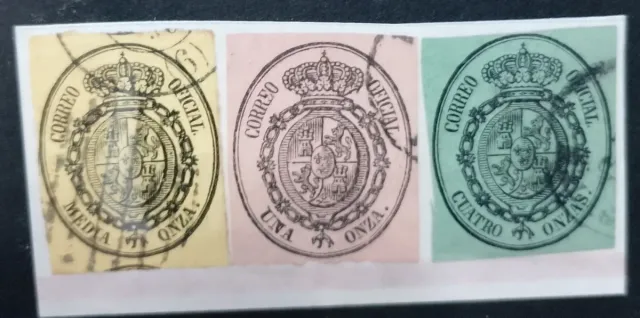 CORREO OFICIAL
MEDIA ONZA.
CORREO OFICIAL
UNA ONZA.
CORREO OFICIAL
CUATRO ONZAS.